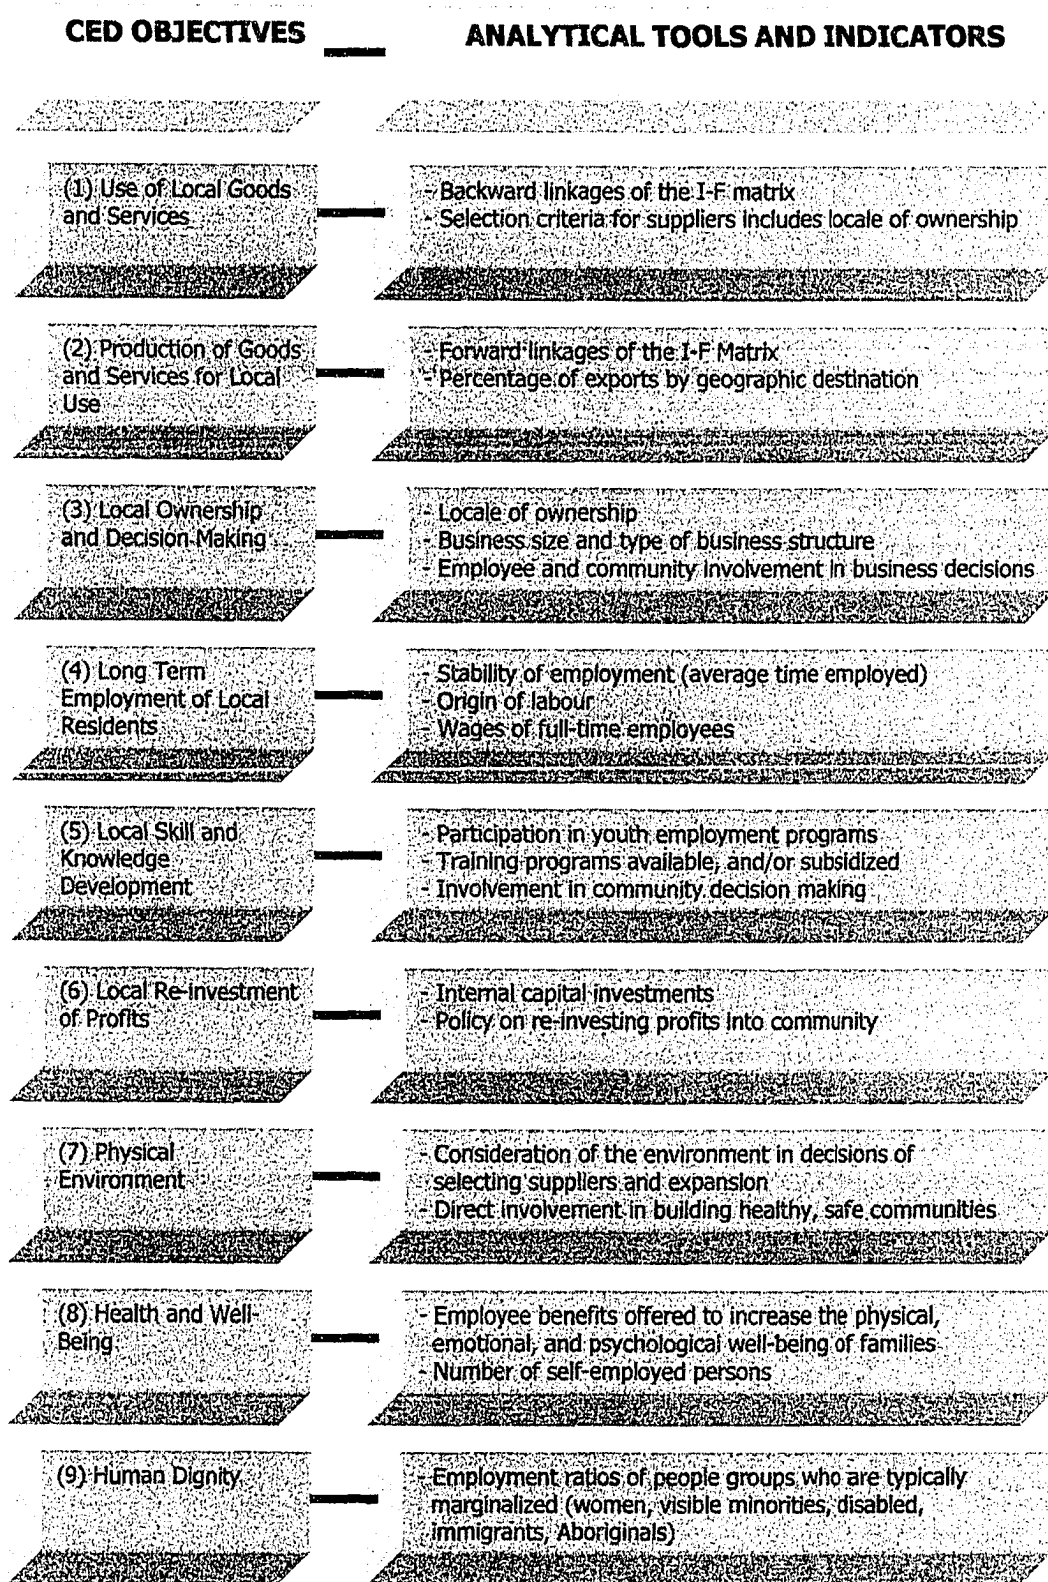 CED OBJECTIVES
ANALYTICAL TOOLS AND INDICATORS
(1) Use of Local Goods
and Services
- Backward linkages of the I-F matrix
- Selection criteria for suppliers includes locale of ownership
(2) Production of Goods
and Services for Local
Use
- Forward linkages of the I-F Matrix
- Percentage of exports by geographic destination
(3) Local Ownership
and Decision Making
- Locale of ownership
- Business size and type of business structure
- Employee and community involvement in business decisions
(4) Long Term
Employment of Local
Residents
- Stability of employment (average time employed)
- Origin of labour
- Wages of full-time employees
(5) Local Skill and
Knowledge
Development
- Participation in youth employment programs
- Training programs available, and/or subsidized
- Involvement in community decision making
(6) Local Re-investment
of Profits
- Internal capital investments
- Policy on re-investing profits into community
(7) Physical
Environment
- Consideration of the environment in decisions of
selecting suppliers and expansion
- Direct involvement in building healthy, safe communities
(8) Health and Well-
Being
- Employee benefits offered to increase the physical,
emotional, and psychological well-being of families
- Number of self-employed persons
(9) Human Dignity
- Employment ratios of people groups who are typically
marginalized (women, visible minorities, disabled,
immigrants, Aboriginals)